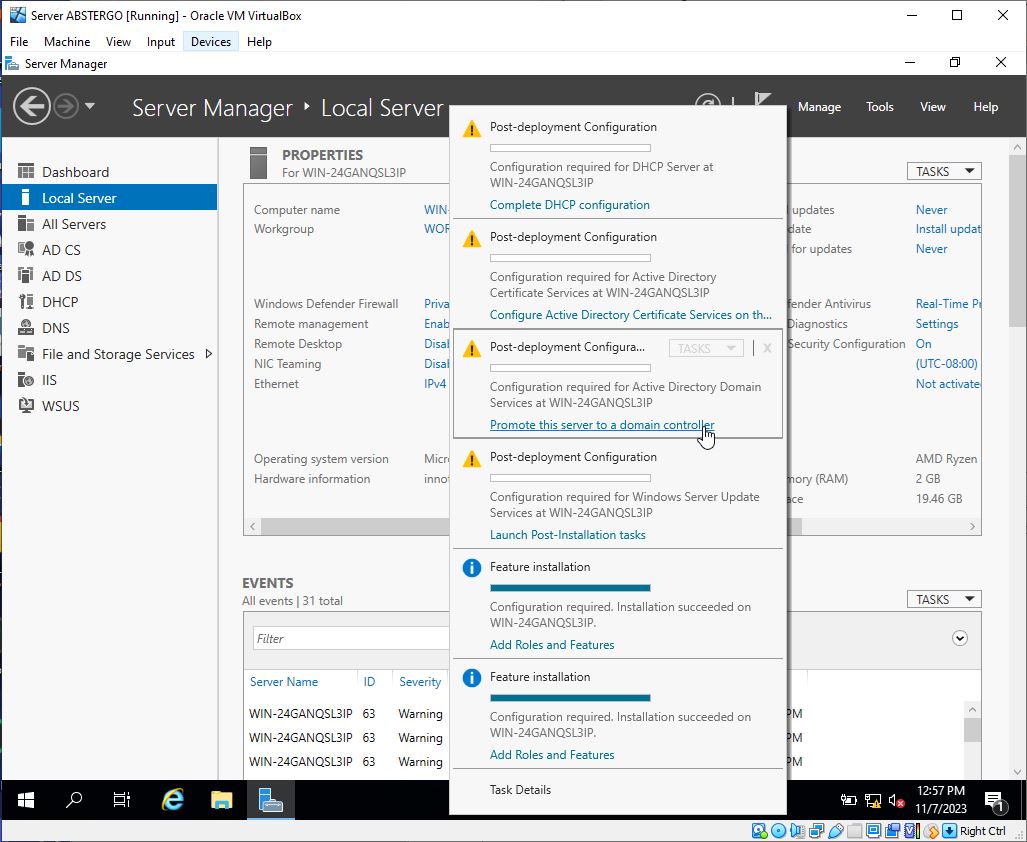 Server ABSTERGO [Running] - Oracle VM VirtualBox
File Machine View Input Devices Help
Server Manager
Server Manager ‣ Local Server
Manage Tools View Help
Dashboard
Local Server
All Servers
AD CS
AD DS
DHCP
DNS
File and Storage Services
IIS
WSUS
PROPERTIES
For WIN-24GANQSL3IP
TASKS
Computer name WIN-
Workgroup WOR
Windows Defender Firewall Priva
Remote management Enab
Remote Desktop Disal
NIC Teaming Disal
Ethernet IPv4
Operating system version Micr
Hardware information innot
Post-deployment Configuration
Configuration required for DHCP Server at
WIN-24GANQSL3IP
Complete DHCP configuration
Post-deployment Configuration
Configuration required for Active Directory
Certificate Services at WIN-24GANQSL3IP
Configure Active Directory Certificate Services on th...
Post-deployment Configura... TASKS X
Configuration required for Active Directory Domain
Services at WIN-24GANQSL3IP
Promote this server to a domain controller
Post-deployment Configuration
Configuration required for Windows Server Update
Services at WIN-24GANQSL3IP
Launch Post-Installation tasks
Feature installation
Configuration required. Installation succeeded on
WIN-24GANQSL3IP.
Add Roles and Features
Feature installation
Configuration required. Installation succeeded on
WIN-24GANQSL3IP.
Add Roles and Features
Task Details
updates Never
date Install updat
for updates Never
fender Antivirus Real-Time Pr
Diagnostics Settings
Security Configuration On
(UTC-08:00)
Not activate
AMD Ryzen
mory (RAM) 2 GB
ace 19.46 GB
EVENTS
All events | 31 total
TASKS
Filter
Server Name ID Severity
WIN-24GANQSL3IP 63 Warning PM
WIN-24GANQSL3IP 63 Warning PM
WIN-24GANQSL3IP 63 Warning PM
12:57 PM
11/7/2023
1
Right Ctrl